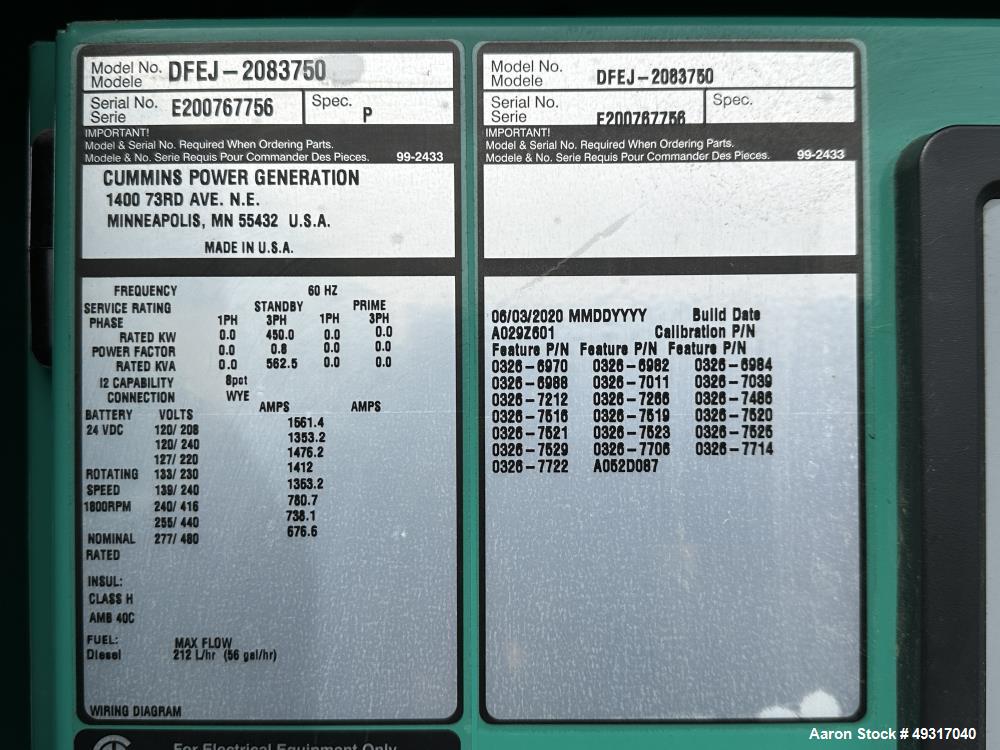 Model No. DFEJ-2083750
Modele
Serial No. E200767756 Spec. P
Serie
IMPORTANT!
Model & Serial No. Required When Ordering Parts.
Modele & No. Serie Requis Pour Commander Des Pieces. 99-2433
CUMMINS POWER GENERATION
1400 73RD AVE. N.E.
MINNEAPOLIS, MN 55432 U.S.A.
MADE IN U.S.A.
FREQUENCY 60 HZ
SERVICE RATING STANDBY PRIME
PHASE 1PH 3PH 1PH 3PH
RATED KW 0.0 450.0 0.0 0.0
POWER FACTOR 0.0 0.8 0.0 0.0
RATED KVA 0.0 562.5 0.0 0.0
I2 CAPABILITY 8pct
CONNECTION WYE
AMPS AMPS
BATTERY VOLTS
24 VDC 120/ 208 1561.4
120/ 240 1353.2
127/ 220 1476.2
ROTATING 133/ 230 1412
SPEED 139/ 240 1353.2
1800RPM 240/ 416 780.7
255/ 440 738.1
NOMINAL 277/ 480 676.6
RATED
INSUL:
CLASS H
AMB 40C
FUEL: MAX FLOW
Diesel 212 L/hr (56 gal/hr)
WIRING DIAGRAM
For Electrical Equipment Only
Model No. DFEJ-2083750
Modele
Serial No. E200767756 Spec.
Serie
IMPORTANT!
Model & Serial No. Required When Ordering Parts.
Modele & No. Serie Requis Pour Commander Des Pieces. 99-2433
06/03/2020 MMDDYYYY Build Date
A029Z601 Calibration P/N
Feature P/N Feature P/N Feature P/N
0326-6970 0326-6982 0326-6984
0326-6988 0326-7011 0326-7039
0326-7212 0326-7266 0326-7486
0326-7516 0326-7519 0326-7520
0326-7521 0326-7523 0326-7525
0326-7529 0326-7706 0326-7714
0326-7722 A052D087
Aaron Stock # 49317040